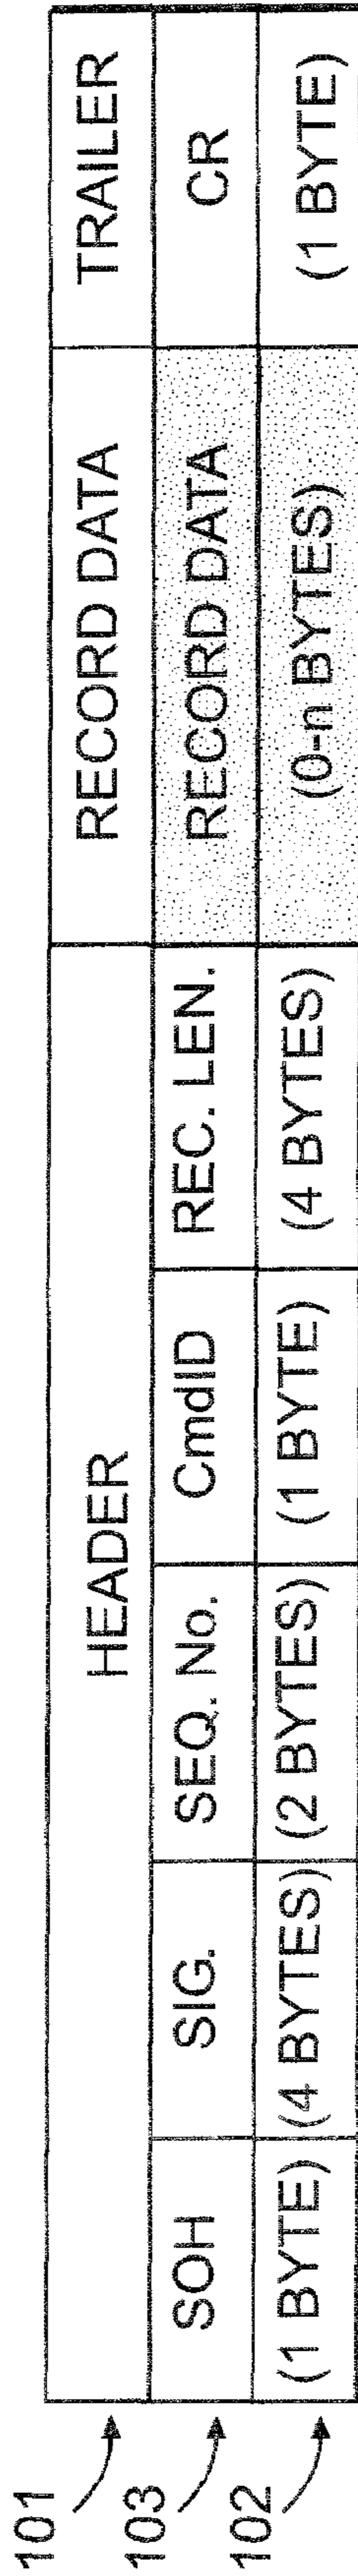 101 HEADER RECORD DATA TRAILER
103 SOH SIG. SEQ. No. CmdID REC. LEN. RECORD DATA CR
102 (1 BYTE) (4 BYTES) (2 BYTES) (1 BYTE) (4 BYTES) (0-n BYTES) (1 BYTE)